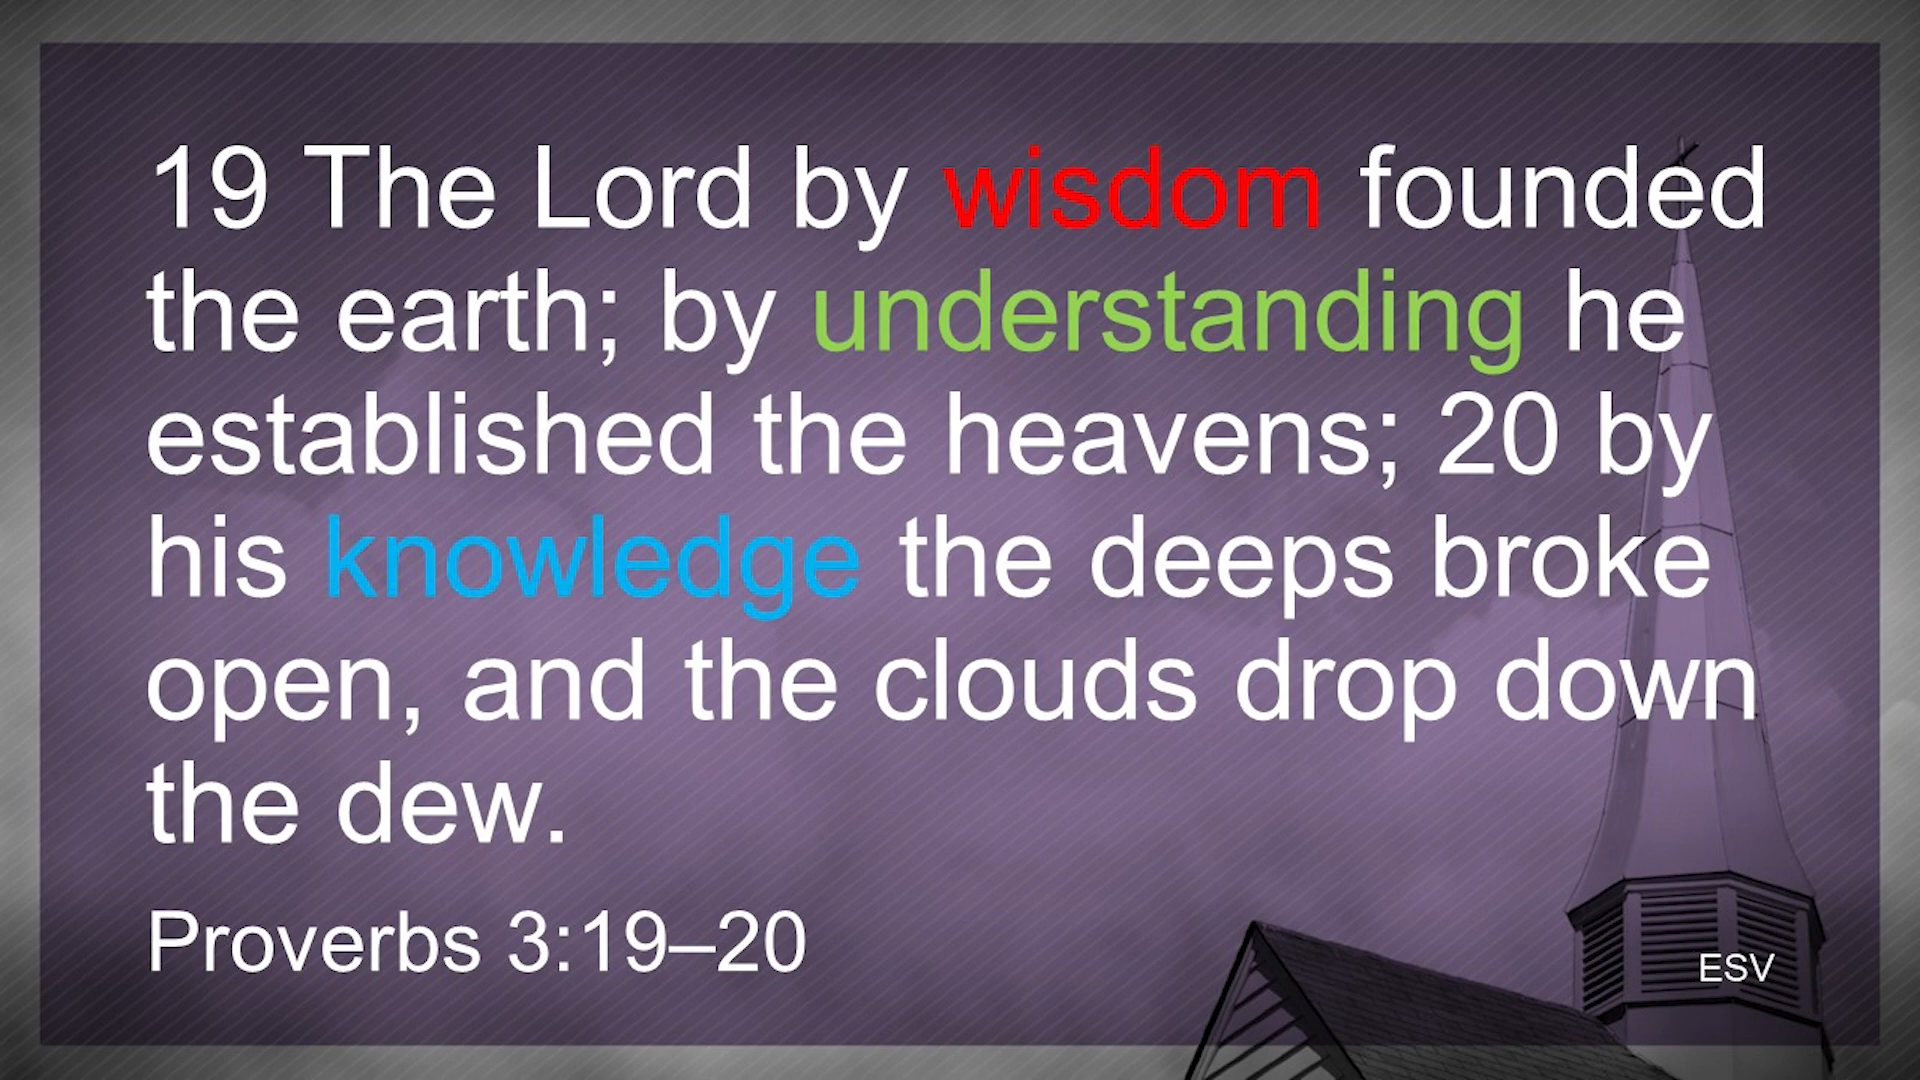 19 The Lord by wisdom founded
the earth; by understanding he
established the heavens; 20 by
his knowledge the deeps broke
open, and the clouds drop down
the dew.
Proverbs 3:19–20
ESV